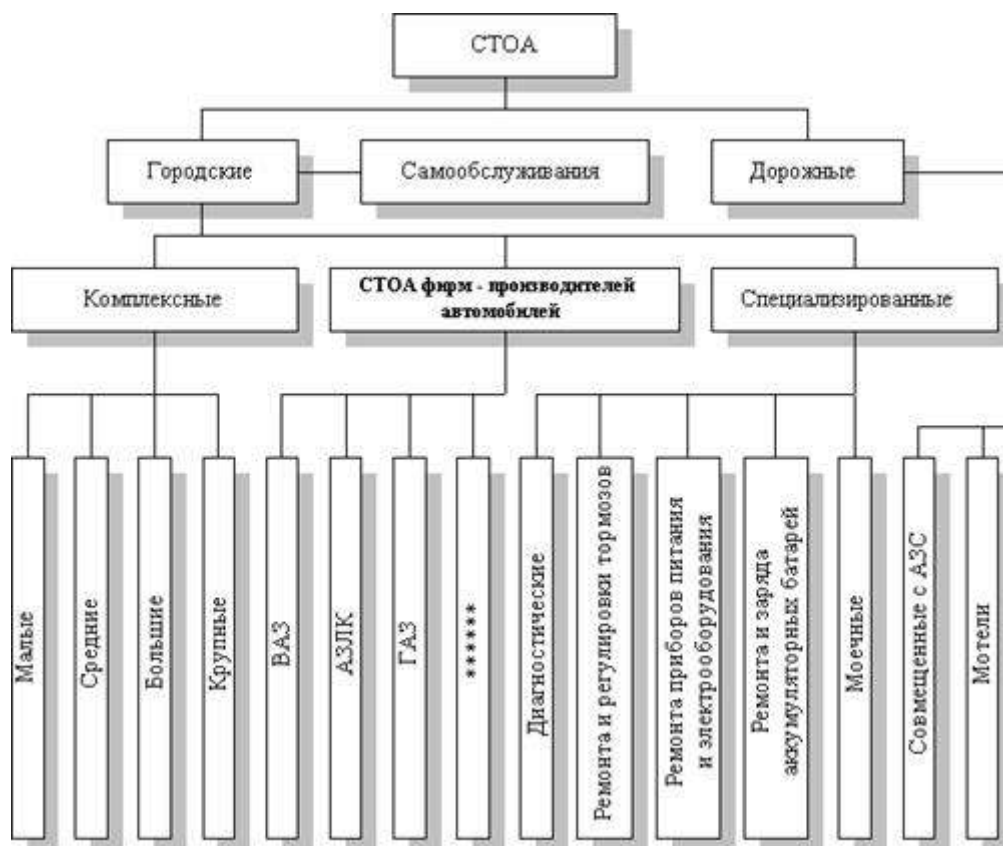 СТОА
Городские
Самообслуживания
Дорожные
Комплексные
СТОА фирм - производителей
автомобилей
Специализированные
Малые
Средние
Большие
Крупные
ВАЗ
АЗЛК
ГАЗ
*******
Диагностические
Ремонта и регулировки тормозов
Ремонта приборов питания
и электрооборудования
Ремонта и заряда
аккумуляторных батарей
Моечные
Совмещенные с АЗС
Мотели